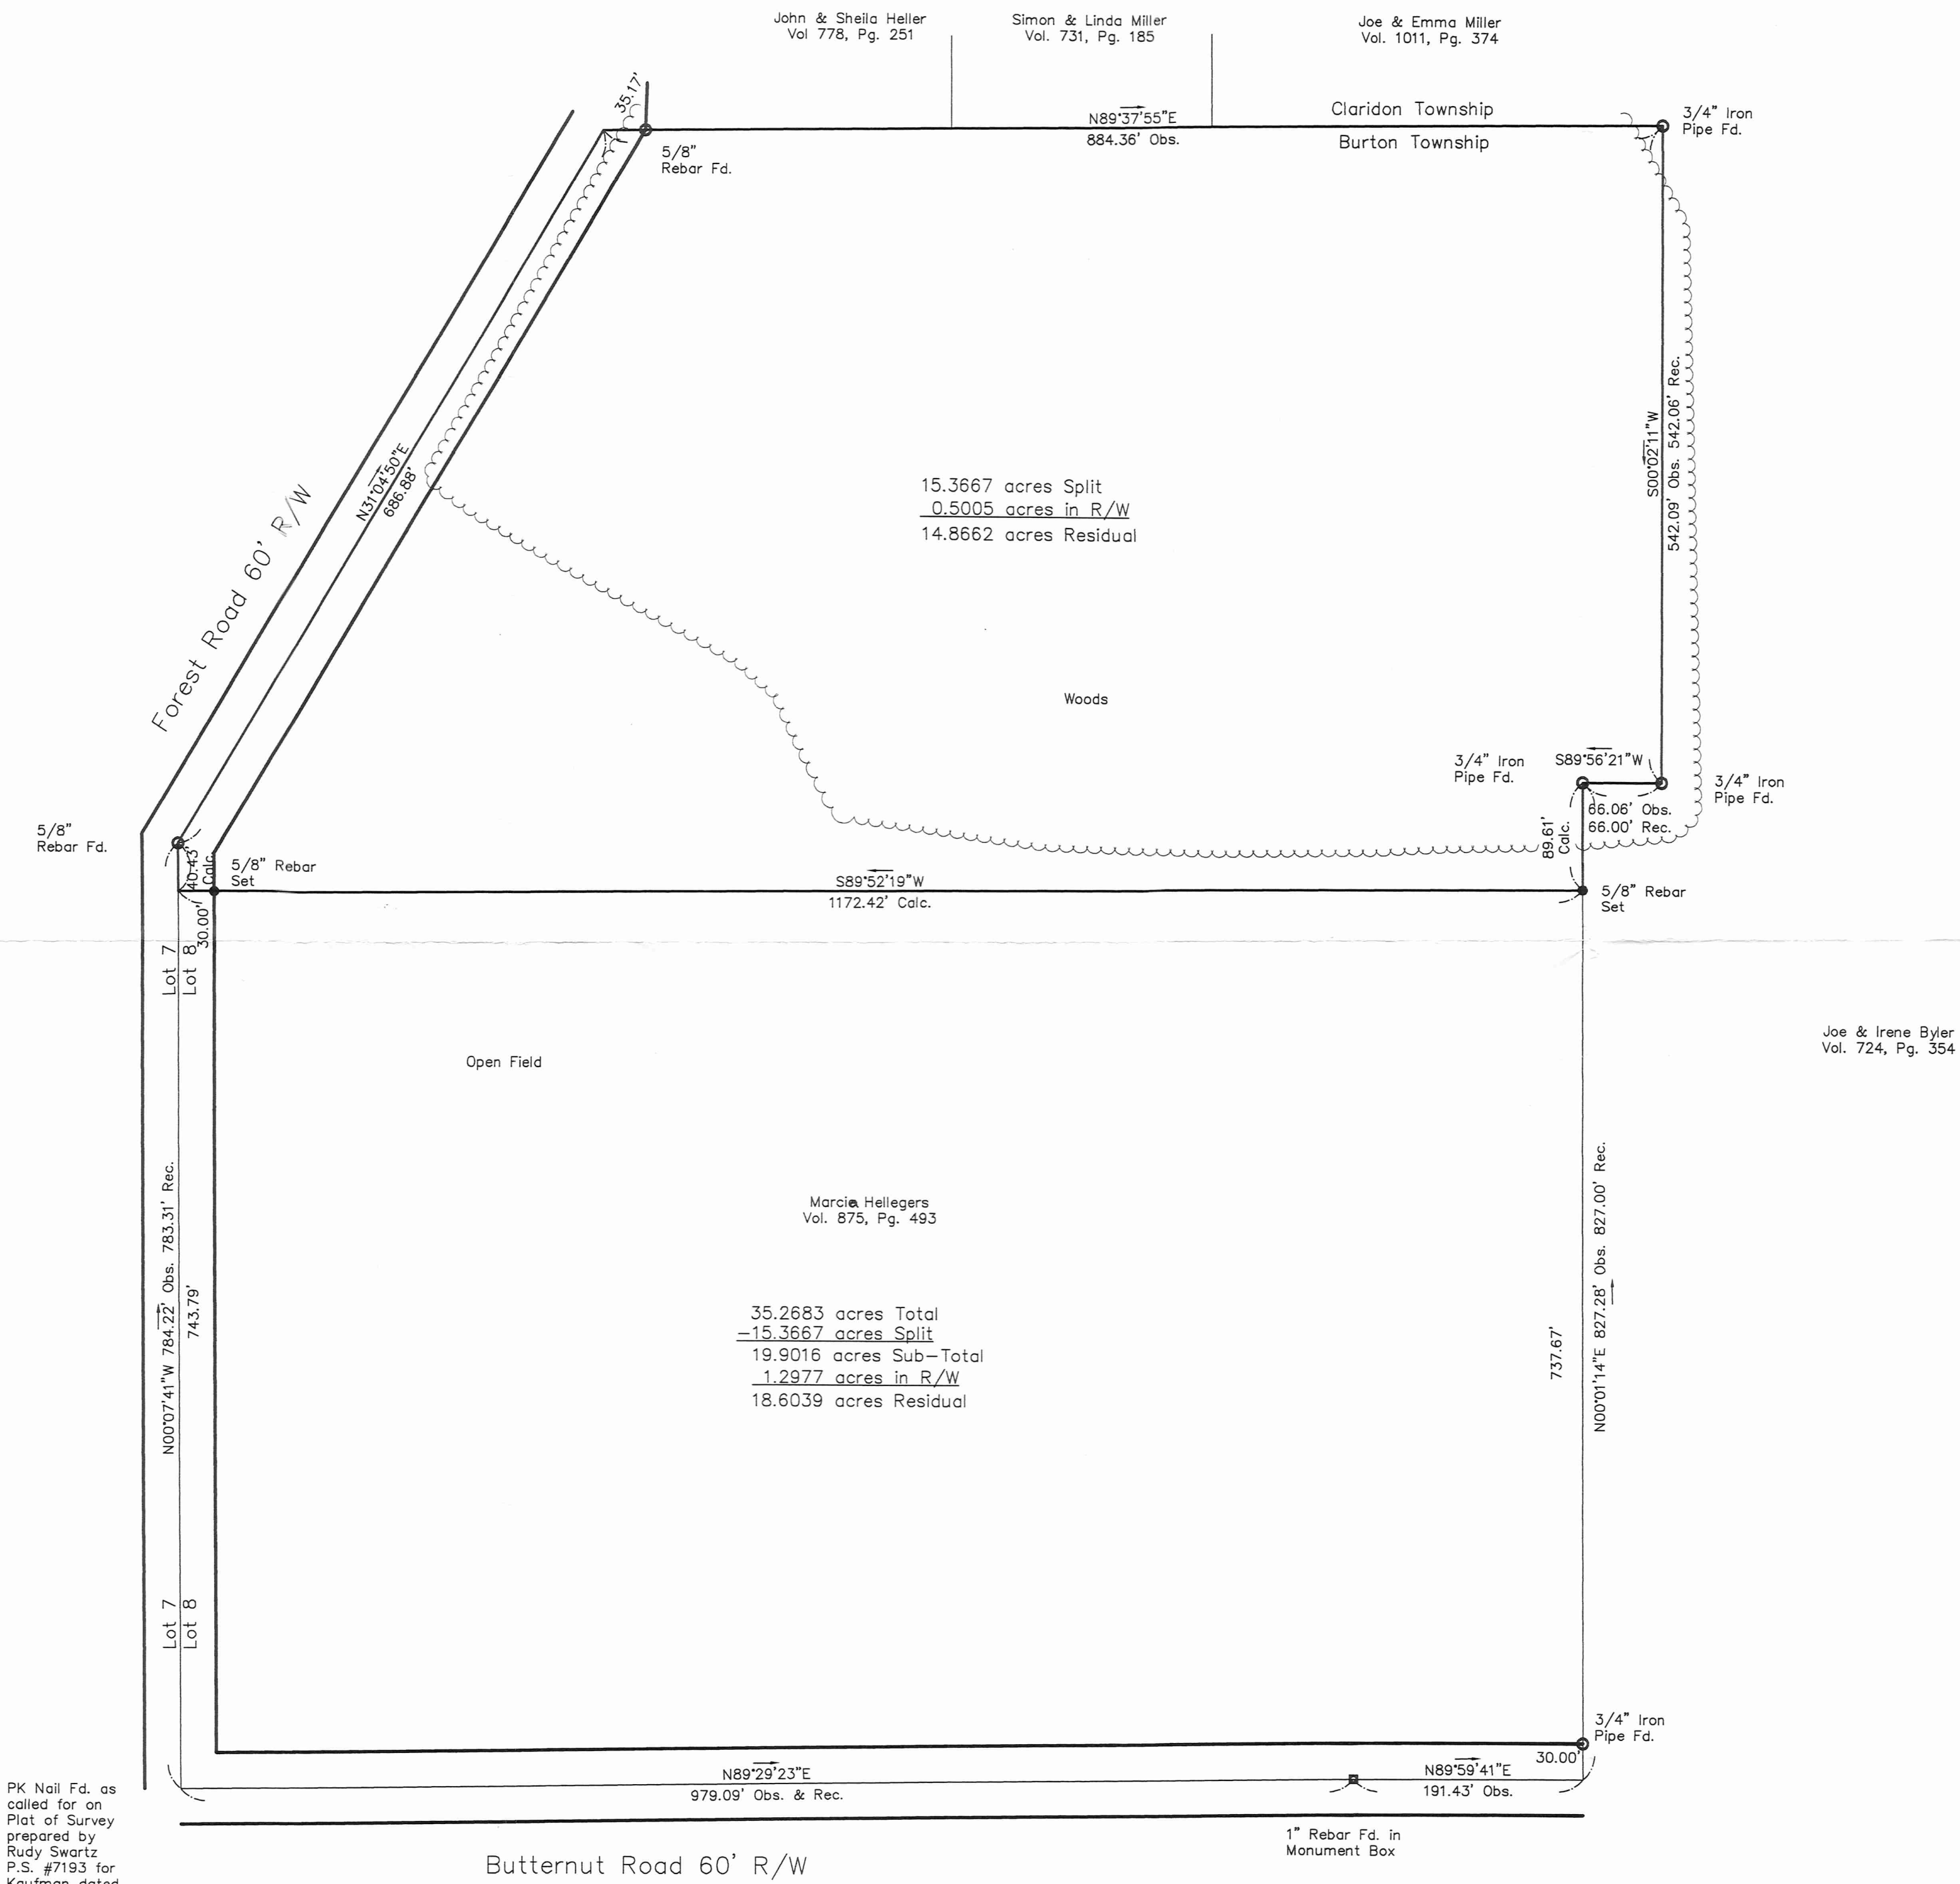 John & Sheila Heller
Vol 778, Pg. 251
Simon & Linda Miller
Vol. 731, Pg. 185
Joe & Emma Miller
Vol. 1011, Pg. 374
35.17'
N89°37'55"E
884.36' Obs.
Claridon Township
Burton Township
3/4" Iron
Pipe Fd.
5/8"
Rebar Fd.
S00°02'11"W
542.09' Obs. 542.06' Rec.
N31°04'50"E
686.88'
Forest Road 60' R/W
15.3667 acres Split
0.5005 acres in R/W
14.8662 acres Residual
Woods
3/4" Iron
Pipe Fd.
S89°56'21"W
3/4" Iron
Pipe Fd.
66.06' Obs.
66.00' Rec.
89.61'
Calc.
5/8"
Rebar Fd.
40.43'
Calc.
5/8" Rebar
Set
S89°52'19"W
1172.42' Calc.
5/8" Rebar
Set
30.00'
Lot 7
Lot 8
Joe & Irene Byler
Vol. 724, Pg. 354
Open Field
Marcia Hellegers
Vol. 875, Pg. 493
N00°07'41"W 784.22' Obs. 783.31' Rec.
743.79'
35.2683 acres Total
-15.3667 acres Split
19.9016 acres Sub-Total
1.2977 acres in R/W
18.6039 acres Residual
737.67'
N00°01'14"E 827.28' Obs. 827.00' Rec.
Lot 7
Lot 8
3/4" Iron
Pipe Fd.
30.00'
N89°29'23"E
979.09' Obs. & Rec.
N89°59'41"E
191.43' Obs.
1" Rebar Fd. in
Monument Box
PK Nail Fd. as
called for on
Plat of Survey
prepared by
Rudy Swartz
P.S. #7193 for
Kaufman dated
Butternut Road 60' R/W